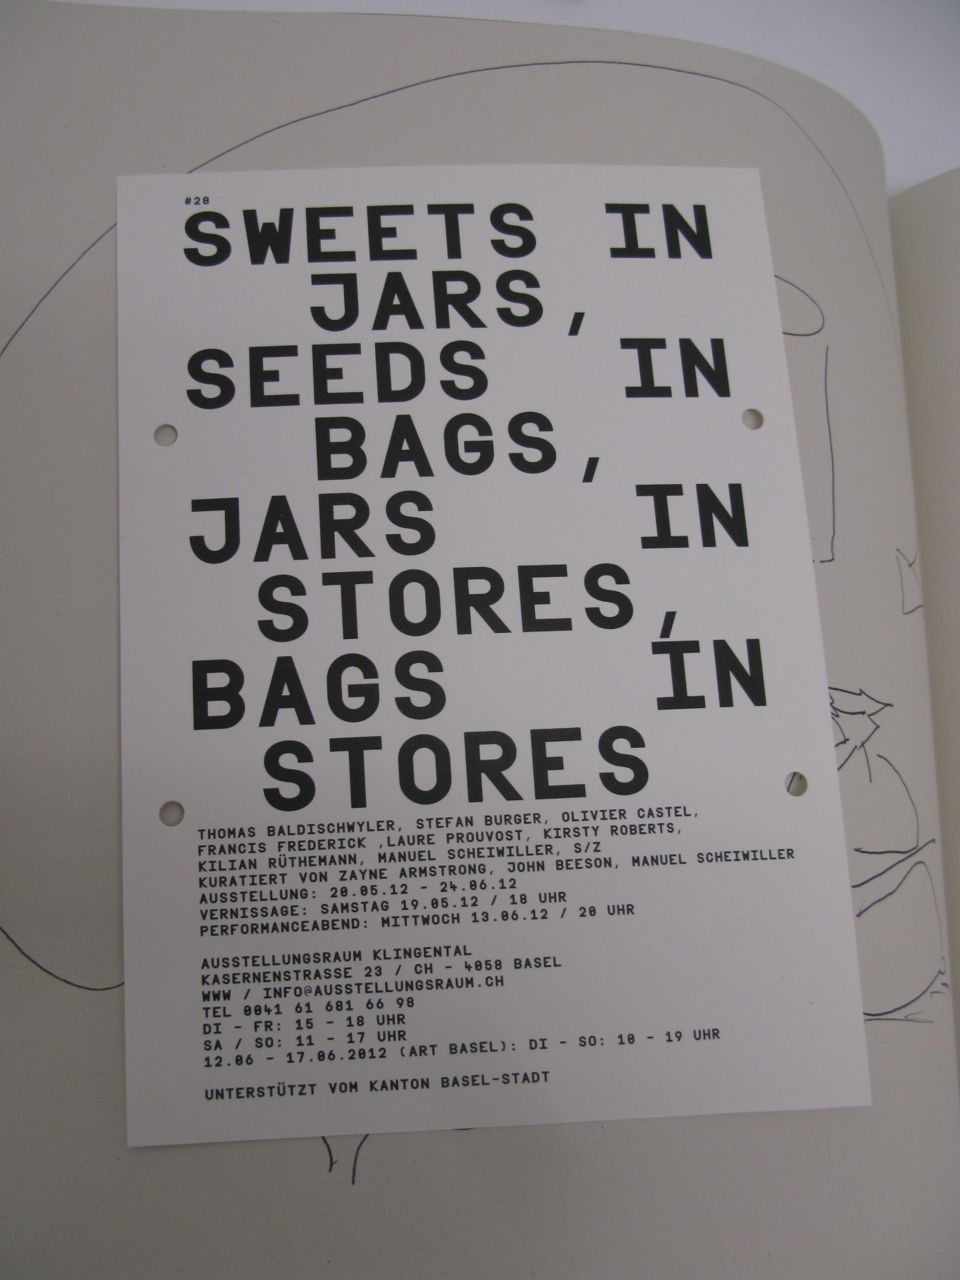 #28
SWEETS IN
JARS,
SEEDS IN
BAGS,
JARS IN
STORES,
BAGS IN
STORES
THOMAS BALDISCHWYLER, STEFAN BURGER, OLIVIER CASTEL,
FRANCIS FREDERICK ,LAURE PROUVOST, KIRSTY ROBERTS,
KILIAN RÜTHEMANN, MANUEL SCHEIWILLER, S/Z
KURATIERT VON ZAYNE ARMSTRONG, JOHN BEESON, MANUEL SCHEIWILLER
AUSSTELLUNG: 20.05.12 - 24.06.12
VERNISSAGE: SAMSTAG 19.05.12 / 18 UHR
PERFORMANCEABEND: MITTWOCH 13.06.12 / 20 UHR
AUSSTELLUNGSRAUM KLINGENTAL
KASERNENSTRASSE 23 / CH - 4058 BASEL
WWW / INFO@AUSSTELLUNGSRAUM.CH
TEL 0041 61 681 66 98
DI - FR: 15 - 18 UHR
SA / SO: 11 - 17 UHR
12.06 - 17.06.2012 (ART BASEL): DI - SO: 10 - 19 UHR
UNTERSTÜTZT VOM KANTON BASEL-STADT